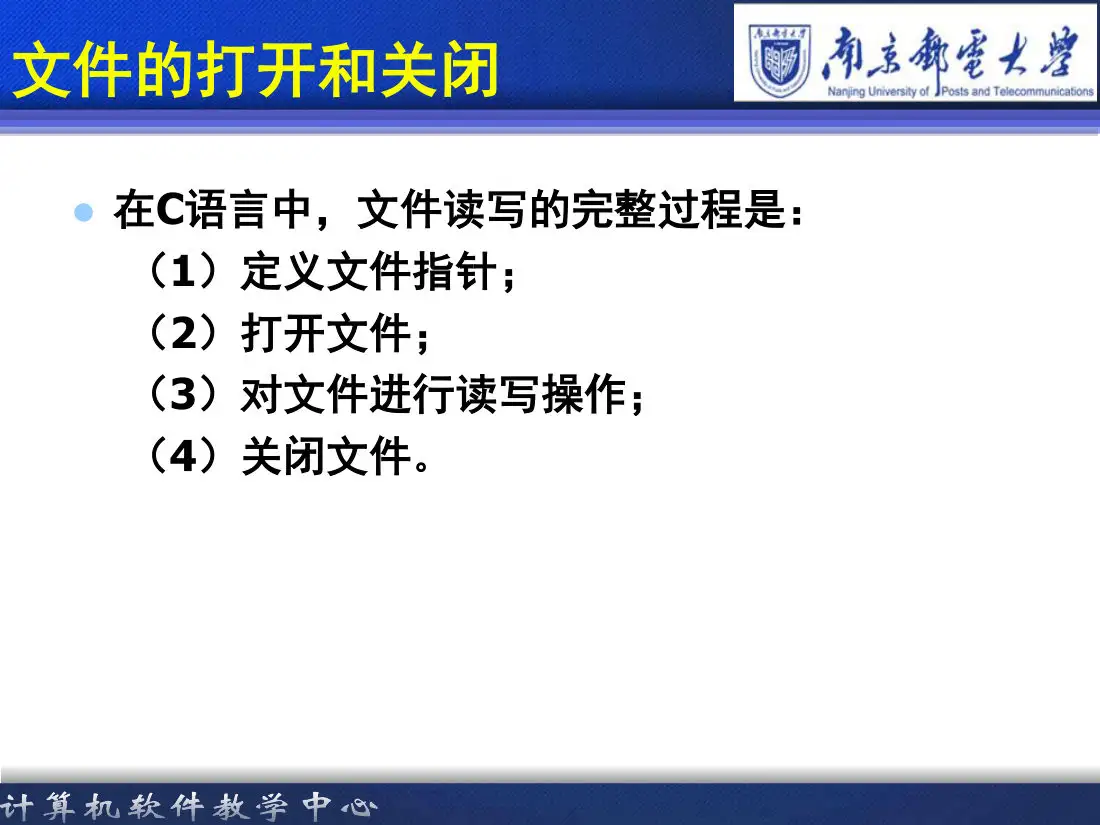 文件的打开和关闭
南京郵電大學
Nanjing University of Posts and Telecommunications
在C语言中，文件读写的完整过程是：
（1）定义文件指针；
（2）打开文件；
（3）对文件进行读写操作；
（4）关闭文件。
计算机软件教学中心